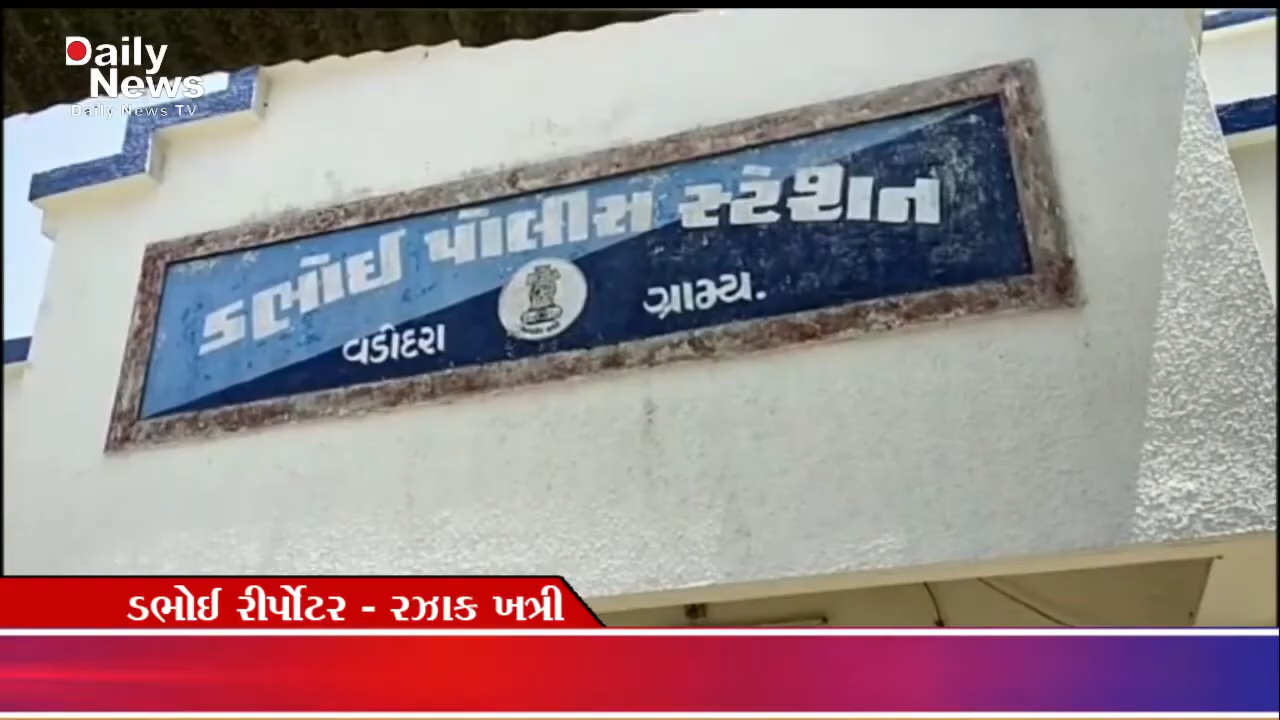 Daily
News
Daily News TV
ડભોઈ પોલીસ સ્ટેશન
વડોદરા ગ્રામ્ય.
ડભોઈ રીર્પોટર - રઝાક ખત્રી